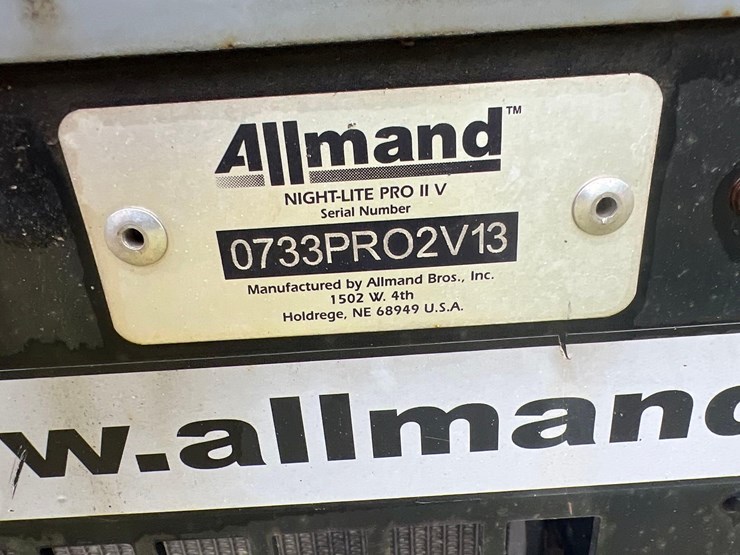 Allmand™
NIGHT-LITE PRO II V
Serial Number
0733PRO2V13
Manufactured by Allmand Bros., Inc.
1502 W. 4th
Holdrege, NE 68949 U.S.A.
w.allmand